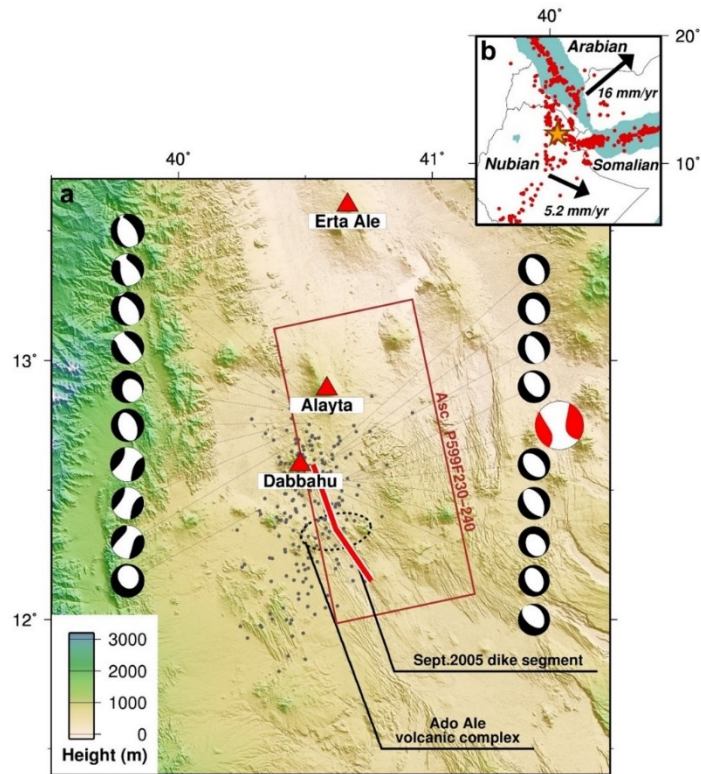 b
40°
20°
10°
Arabian
16 mm/yr
Nubian
Somalian
5.2 mm/yr
a
40°
41°
13°
12°
Erta Ale
Alayta
Dabbahu
Asc / P599F230-240
Sept.2005 dike segment
Ado Ale
volcanic complex
3000
2000
1000
0
Height (m)